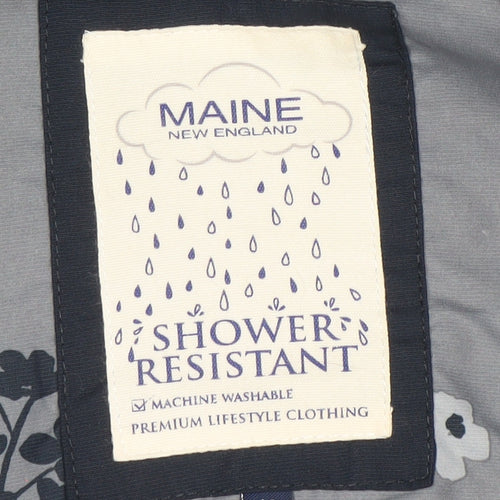 MAINE
NEW ENGLAND
SHOWER
RESISTANT
MACHINE WASHABLE
PREMIUM LIFESTYLE CLOTHING